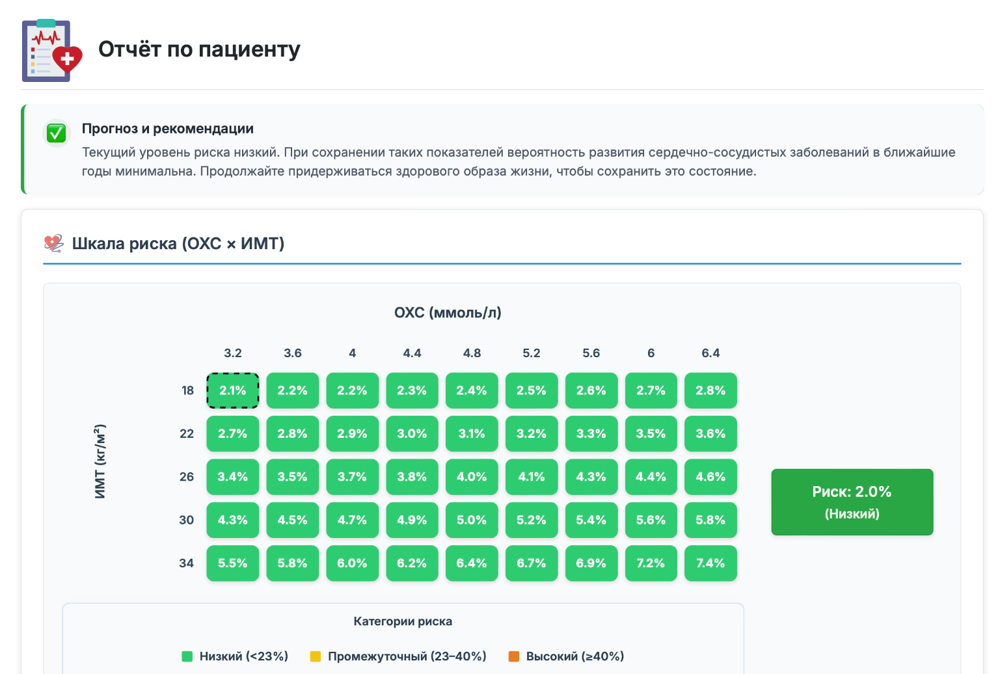 Отчёт по пациенту
Прогноз и рекомендации
Текущий уровень риска низкий. При сохранении таких показателей вероятность развития сердечно-сосудистых заболеваний в ближайшие
годы минимальна. Продолжайте придерживаться здорового образа жизни, чтобы сохранить это состояние.
Шкала риска (ОХС × ИМТ)
ОХС (ммоль/л)
3.2 3.6 4 4.4 4.8 5.2 5.6 6 6.4
18 2.1% 2.2% 2.2% 2.3% 2.4% 2.5% 2.6% 2.7% 2.8%
22 2.7% 2.8% 2.9% 3.0% 3.1% 3.2% 3.3% 3.5% 3.6%
ИМТ (кг/м²)
26 3.4% 3.5% 3.7% 3.8% 4.0% 4.1% 4.3% 4.4% 4.6%
30 4.3% 4.5% 4.7% 4.9% 5.0% 5.2% 5.4% 5.6% 5.8%
34 5.5% 5.8% 6.0% 6.2% 6.4% 6.7% 6.9% 7.2% 7.4%
Риск: 2.0%
(Низкий)
Категории риска
Низкий (<23%) Промежуточный (23–40%) Высокий (≥40%)